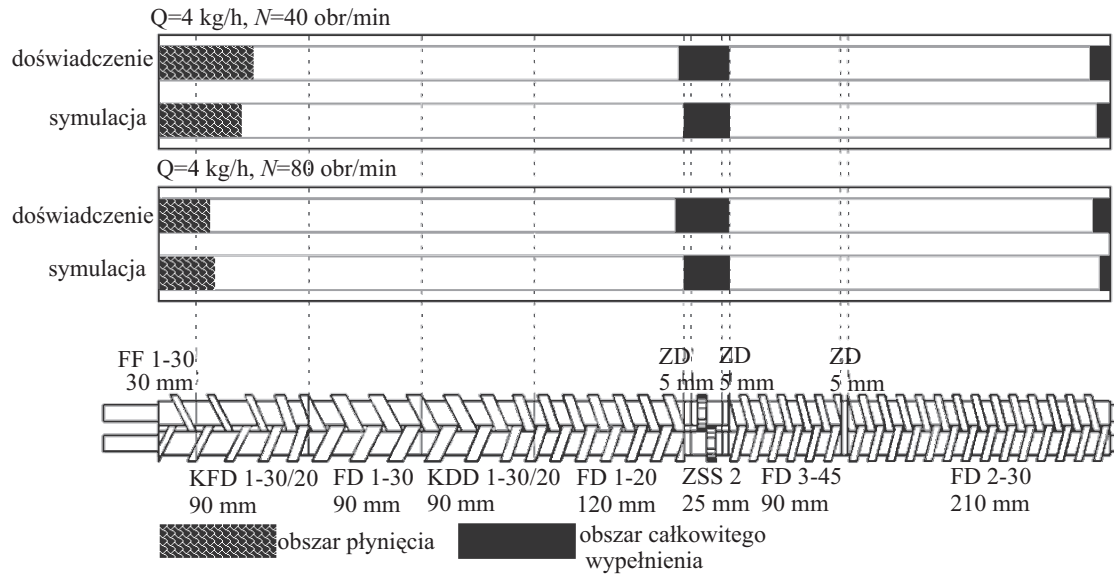 Q=4 kg/h, N=40 obr/min
doświadczenie
symulacja
Q=4 kg/h, N=80 obr/min
doświadczenie
symulacja
FF 1-30
30 mm
ZD
5 mm
ZD
5 mm
ZD
5 mm
KFD 1-30/20
90 mm
FD 1-30
90 mm
KDD 1-30/20
90 mm
FD 1-20
120 mm
ZSS 2
25 mm
FD 3-45
90 mm
FD 2-30
210 mm
obszar płynięcia
obszar całkowitego
wypełnienia